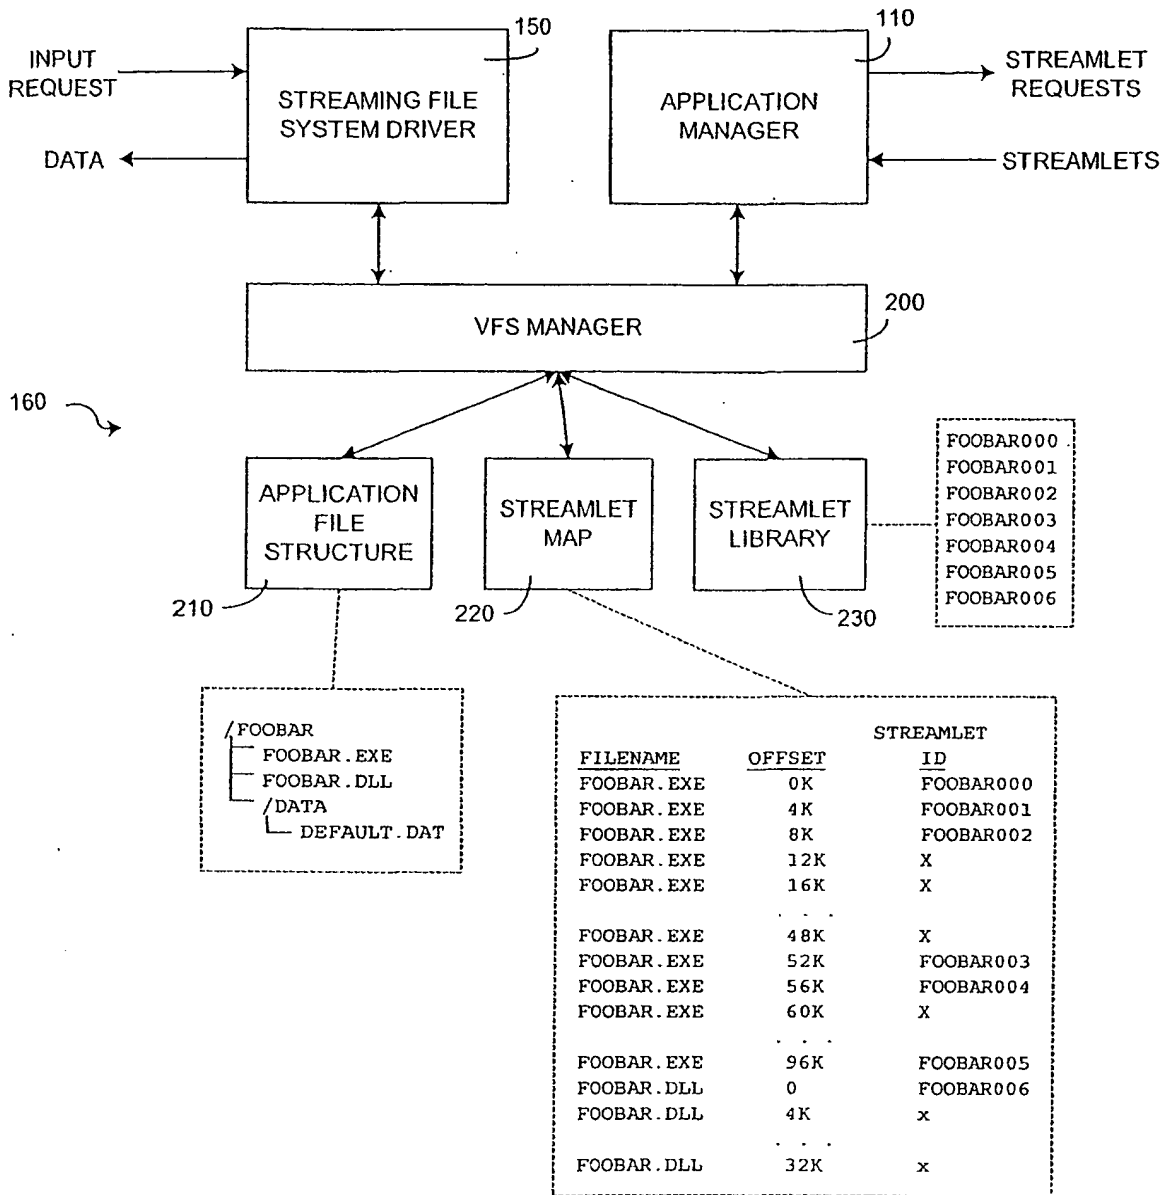 150
110
INPUT
REQUEST
DATA
STREAMING FILE
SYSTEM DRIVER
APPLICATION
MANAGER
STREAMLET
REQUESTS
STREAMLETS
VFS MANAGER
200
160
APPLICATION
FILE
STRUCTURE
210
STREAMLET
MAP
220
STREAMLET
LIBRARY
230
FOOBAR000
FOOBAR001
FOOBAR002
FOOBAR003
FOOBAR004
FOOBAR005
FOOBAR006
/FOOBAR
FOOBAR.EXE
FOOBAR.DLL
/DATA
DEFAULT.DAT
STREAMLET
FILENAME OFFSET ID
FOOBAR.EXE 0K FOOBAR000
FOOBAR.EXE 4K FOOBAR001
FOOBAR.EXE 8K FOOBAR002
FOOBAR.EXE 12K X
FOOBAR.EXE 16K X
. . .
FOOBAR.EXE 48K X
FOOBAR.EXE 52K FOOBAR003
FOOBAR.EXE 56K FOOBAR004
FOOBAR.EXE 60K X
. . .
FOOBAR.EXE 96K FOOBAR005
FOOBAR.DLL 0 FOOBAR006
FOOBAR.DLL 4K x
. . .
FOOBAR.DLL 32K x